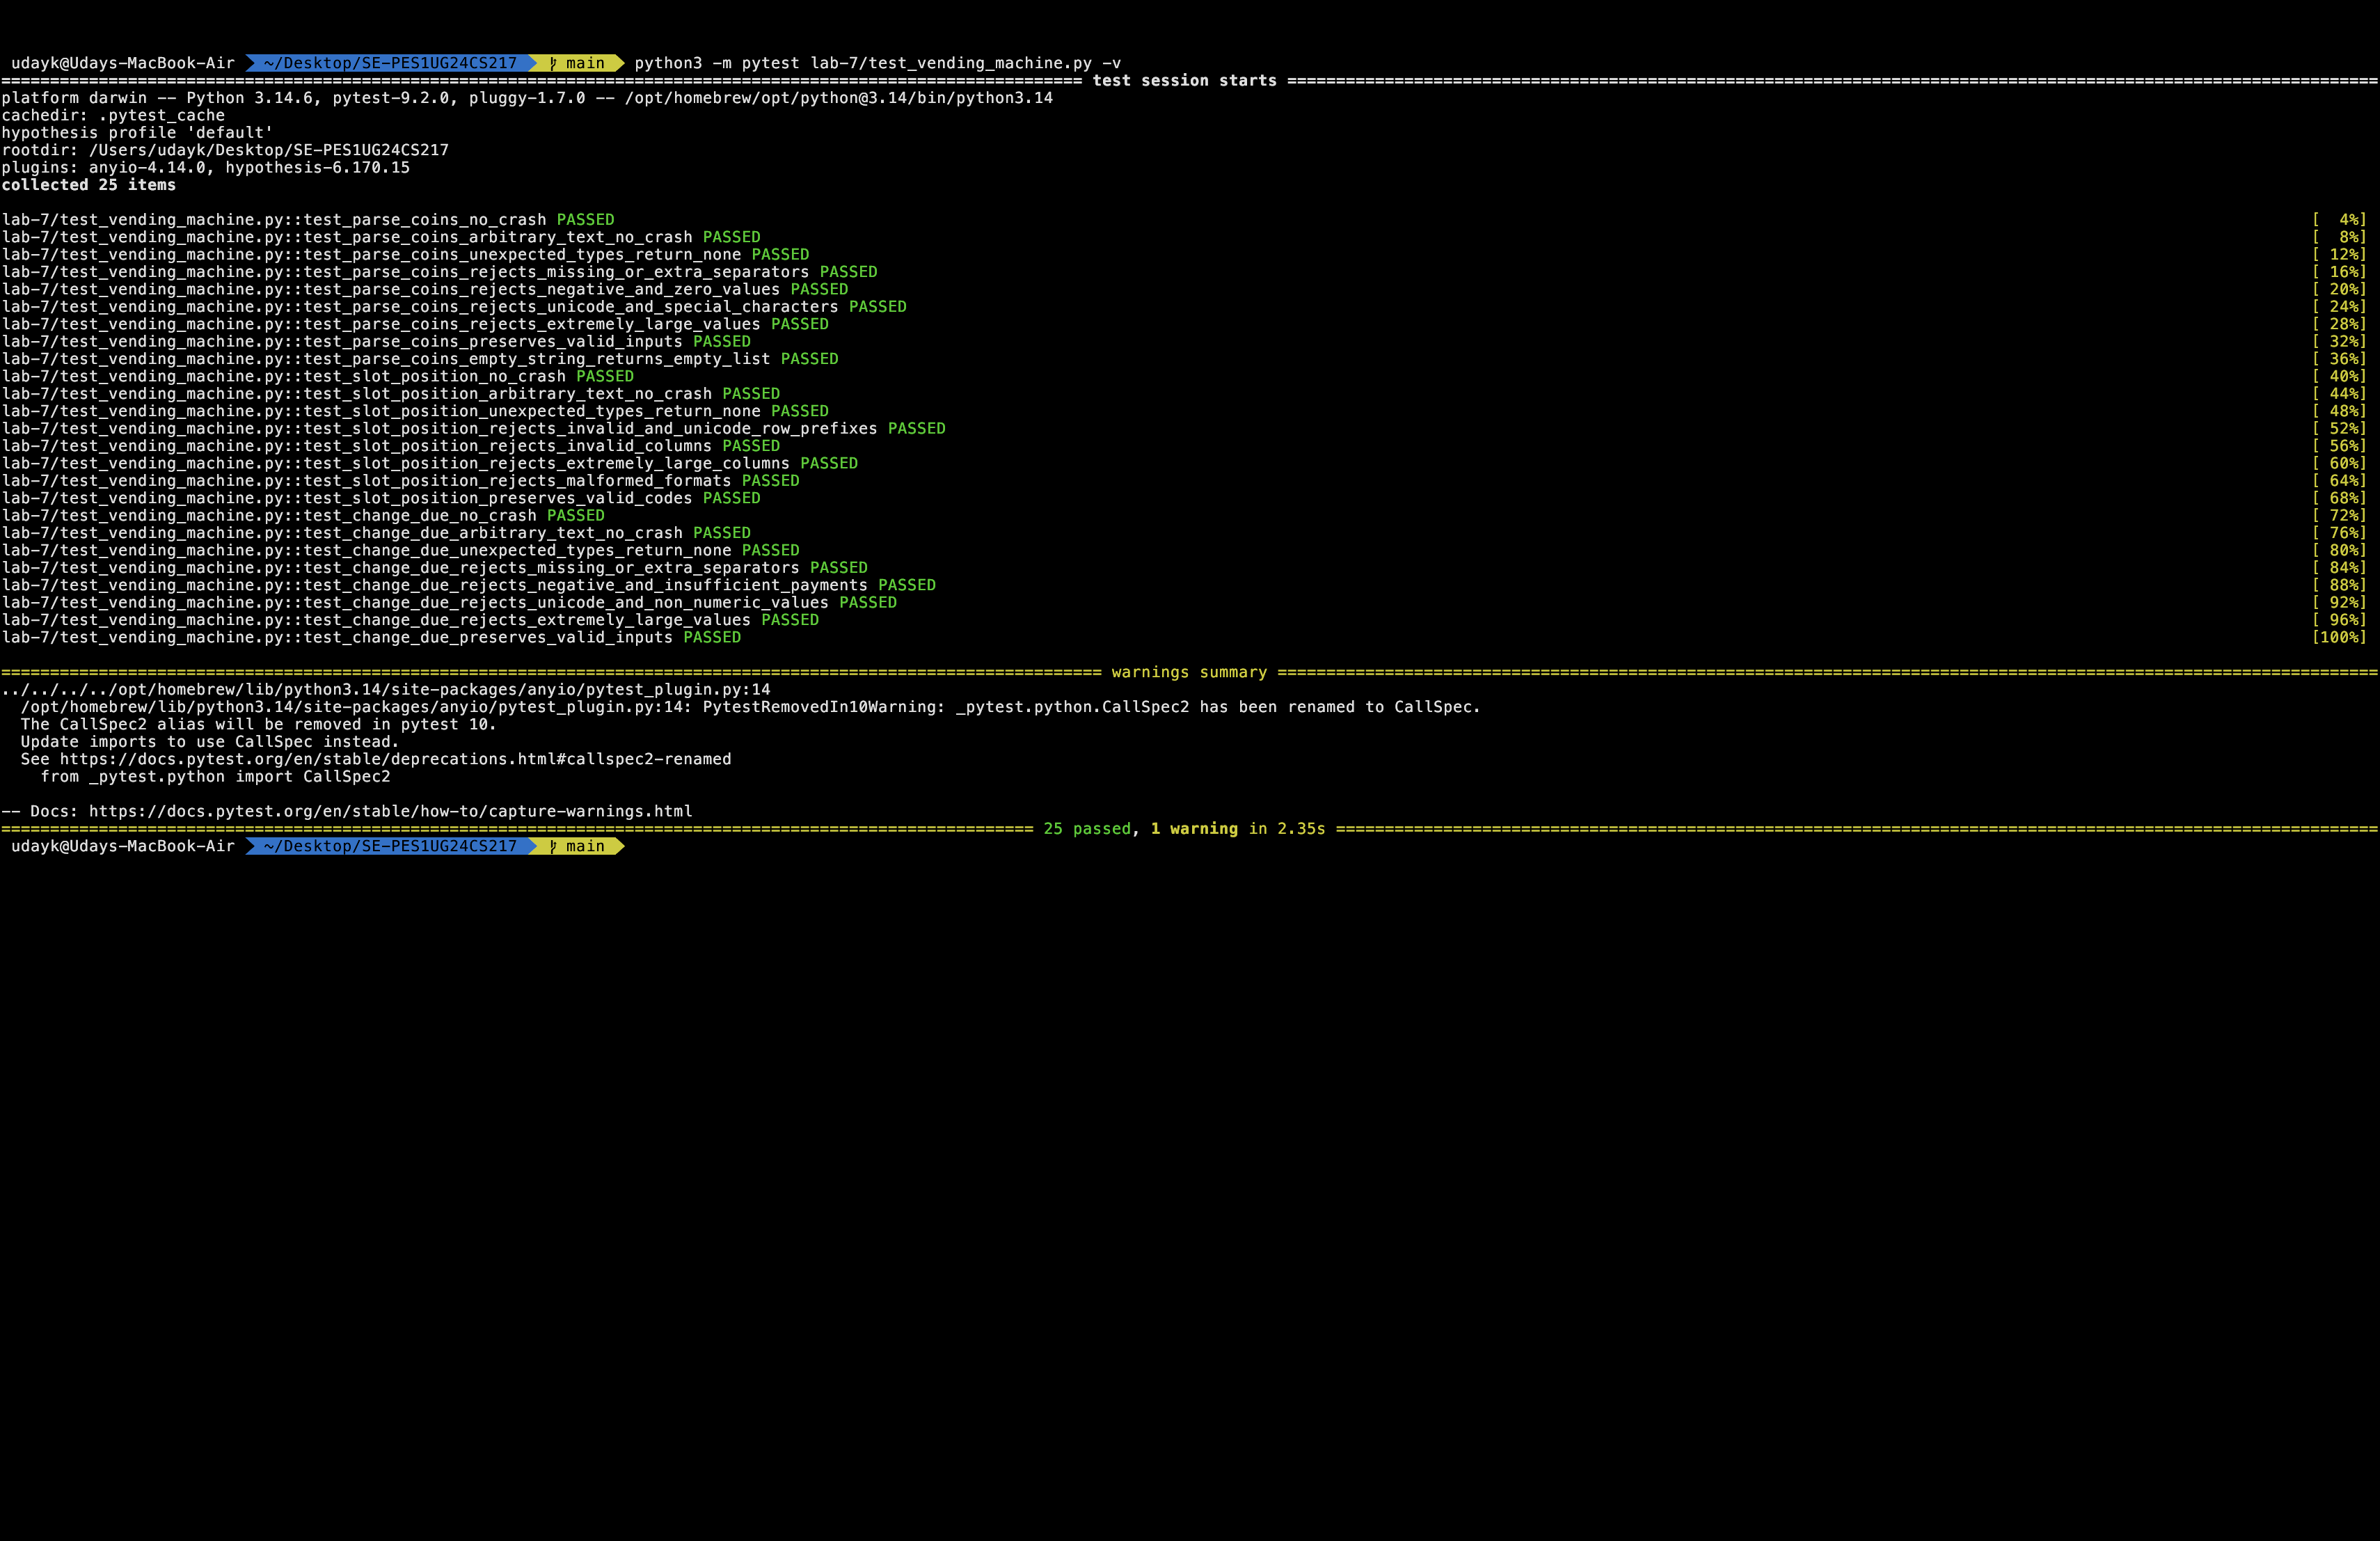 udayk@Udays-MacBook-Air ~/Desktop/SE-PES1UG24CS217 main python3 -m pytest lab-7/test_vending_machine.py -v
test session starts
platform darwin -- Python 3.14.6, pytest-9.2.0, pluggy-1.7.0 -- /opt/homebrew/opt/python@3.14/bin/python3.14
cachedir: .pytest_cache
hypothesis profile 'default'
rootdir: /Users/udayk/Desktop/SE-PES1UG24CS217
plugins: anyio-4.14.0, hypothesis-6.170.15
collected 25 items
lab-7/test_vending_machine.py::test_parse_coins_no_crash PASSED [  4%]
lab-7/test_vending_machine.py::test_parse_coins_arbitrary_text_no_crash PASSED [  8%]
lab-7/test_vending_machine.py::test_parse_coins_unexpected_types_return_none PASSED [ 12%]
lab-7/test_vending_machine.py::test_parse_coins_rejects_missing_or_extra_separators PASSED [ 16%]
lab-7/test_vending_machine.py::test_parse_coins_rejects_negative_and_zero_values PASSED [ 20%]
lab-7/test_vending_machine.py::test_parse_coins_rejects_unicode_and_special_characters PASSED [ 24%]
lab-7/test_vending_machine.py::test_parse_coins_rejects_extremely_large_values PASSED [ 28%]
lab-7/test_vending_machine.py::test_parse_coins_preserves_valid_inputs PASSED [ 32%]
lab-7/test_vending_machine.py::test_parse_coins_empty_string_returns_empty_list PASSED [ 36%]
lab-7/test_vending_machine.py::test_slot_position_no_crash PASSED [ 40%]
lab-7/test_vending_machine.py::test_slot_position_arbitrary_text_no_crash PASSED [ 44%]
lab-7/test_vending_machine.py::test_slot_position_unexpected_types_return_none PASSED [ 48%]
lab-7/test_vending_machine.py::test_slot_position_rejects_invalid_and_unicode_row_prefixes PASSED [ 52%]
lab-7/test_vending_machine.py::test_slot_position_rejects_invalid_columns PASSED [ 56%]
lab-7/test_vending_machine.py::test_slot_position_rejects_extremely_large_columns PASSED [ 60%]
lab-7/test_vending_machine.py::test_slot_position_rejects_malformed_formats PASSED [ 64%]
lab-7/test_vending_machine.py::test_slot_position_preserves_valid_codes PASSED [ 68%]
lab-7/test_vending_machine.py::test_change_due_no_crash PASSED [ 72%]
lab-7/test_vending_machine.py::test_change_due_arbitrary_text_no_crash PASSED [ 76%]
lab-7/test_vending_machine.py::test_change_due_unexpected_types_return_none PASSED [ 80%]
lab-7/test_vending_machine.py::test_change_due_rejects_missing_or_extra_separators PASSED [ 84%]
lab-7/test_vending_machine.py::test_change_due_rejects_negative_and_insufficient_payments PASSED [ 88%]
lab-7/test_vending_machine.py::test_change_due_rejects_unicode_and_non_numeric_values PASSED [ 92%]
lab-7/test_vending_machine.py::test_change_due_rejects_extremely_large_values PASSED [ 96%]
lab-7/test_vending_machine.py::test_change_due_preserves_valid_inputs PASSED [100%]
warnings summary
../../../../opt/homebrew/lib/python3.14/site-packages/anyio/pytest_plugin.py:14
/opt/homebrew/lib/python3.14/site-packages/anyio/pytest_plugin.py:14: PytestRemovedIn10Warning: _pytest.python.CallSpec2 has been renamed to CallSpec.
The CallSpec2 alias will be removed in pytest 10.
Update imports to use CallSpec instead.
See https://docs.pytest.org/en/stable/deprecations.html#callspec2-renamed
from _pytest.python import CallSpec2
-- Docs: https://docs.pytest.org/en/stable/how-to/capture-warnings.html
25 passed, 1 warning in 2.35s
udayk@Udays-MacBook-Air ~/Desktop/SE-PES1UG24CS217 main